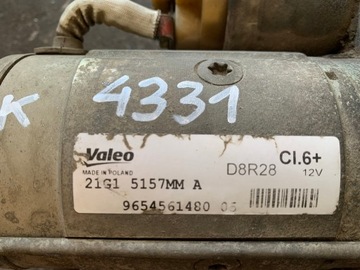 K 4331
Valeo
MADE IN POLAND
D8R28 Cl.6+
12V
21G1 5157MM A
9654561480 06